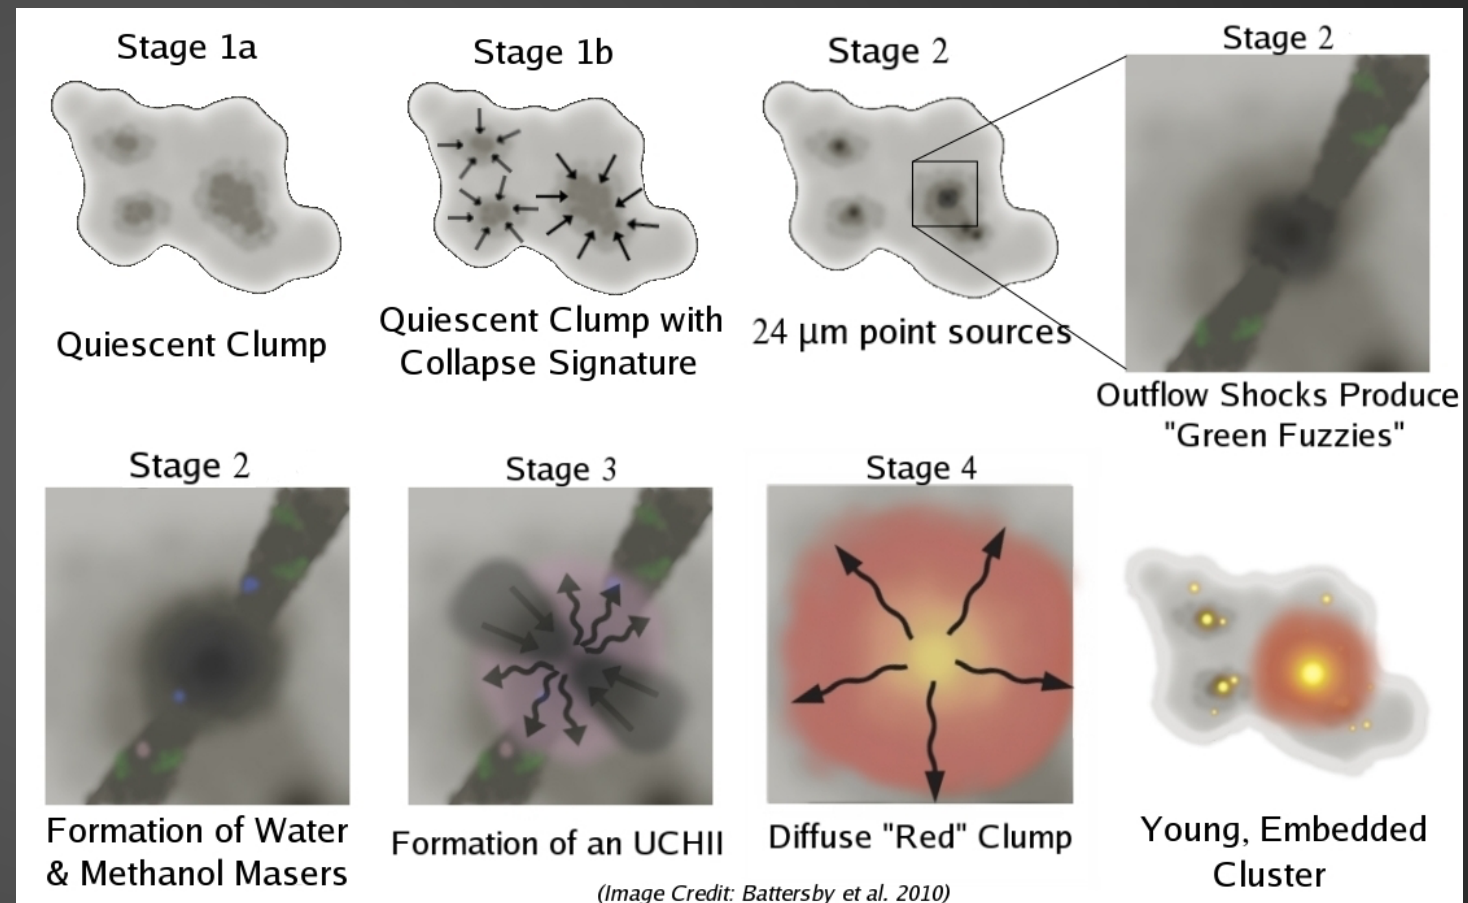 Stage 1a
Quiescent Clump
Stage 1b
Quiescent Clump with
Collapse Signature
Stage 2
24 μm point sources
Stage 2
Outflow Shocks Produce
"Green Fuzzies"
Stage 2
Formation of Water
& Methanol Masers
Stage 3
Formation of an UCHII
Stage 4
Diffuse "Red" Clump
Young, Embedded
Cluster
(Image Credit: Battersby et al. 2010)